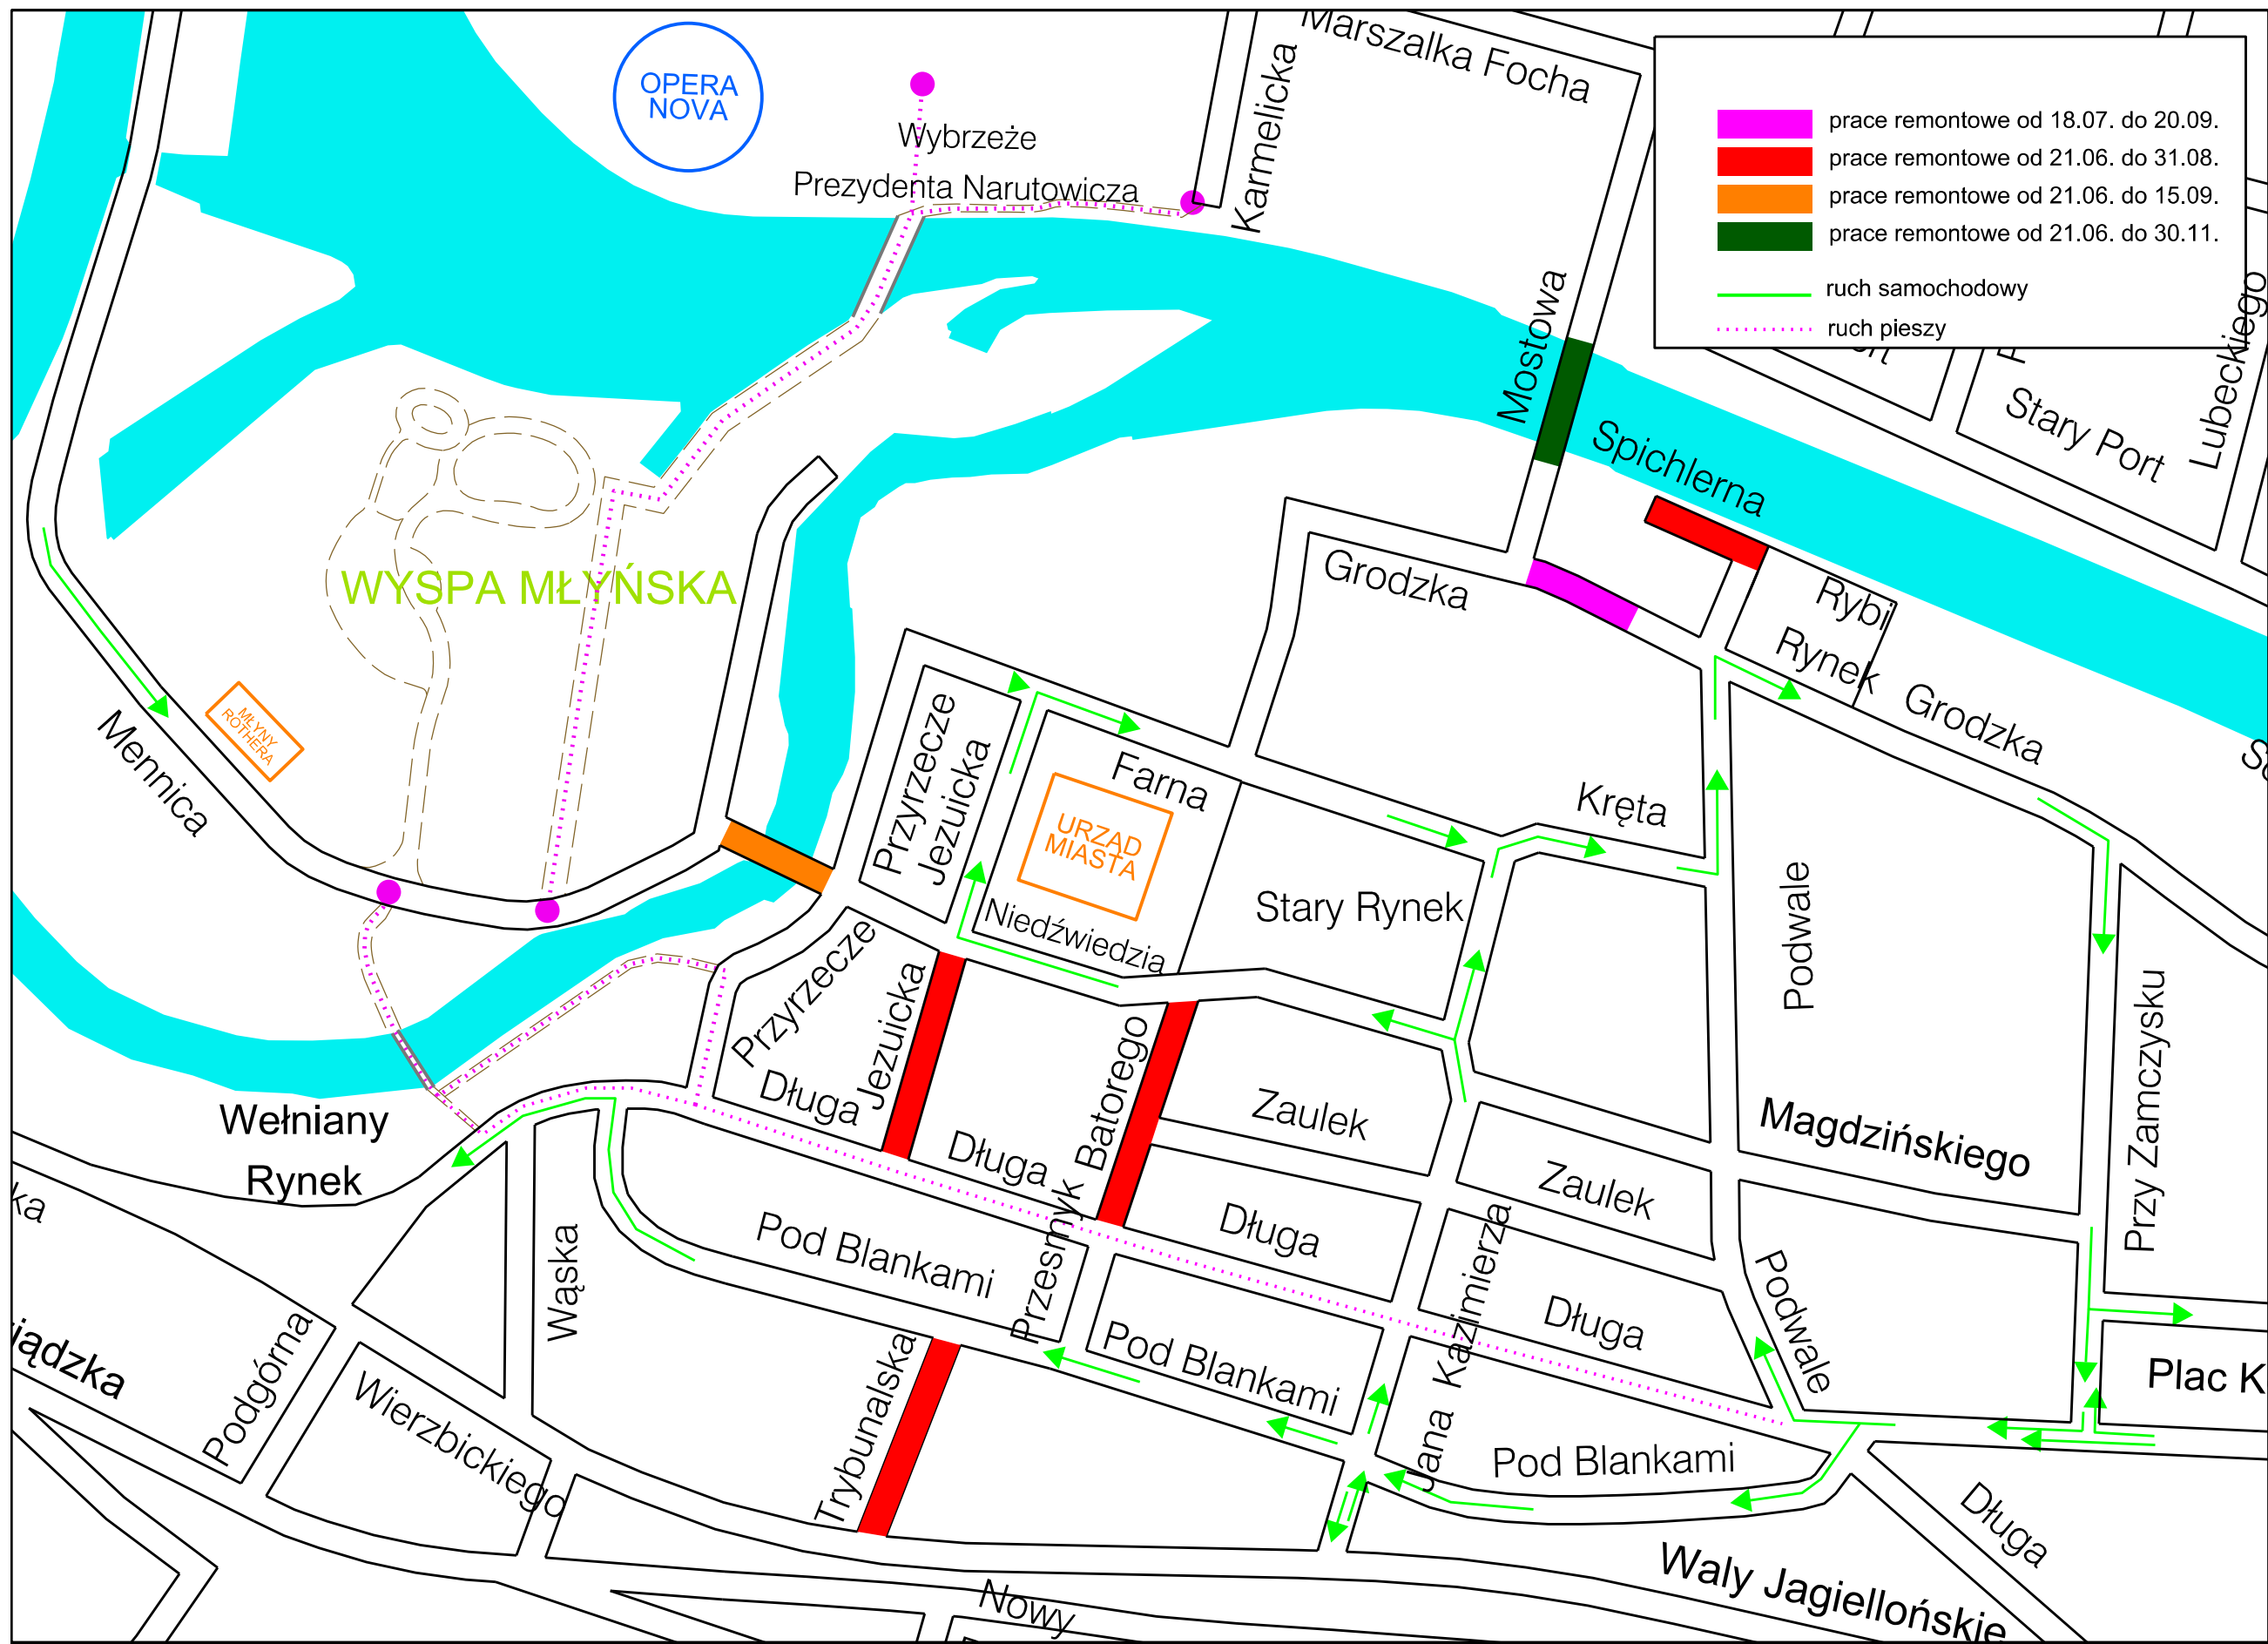 OPERA
NOVA
Wybrzeże
Prezydenta Narutowicza
Karmelicka
Marszalka Focha
prace remontowe od 18.07. do 20.09.
prace remontowe od 21.06. do 31.08.
prace remontowe od 21.06. do 15.09.
prace remontowe od 21.06. do 30.11.
ruch samochodowy
ruch pieszy
Mostowa
Spichlerna
Stary Port
Lubeckiego
WYSPA MŁYŃSKA
Grodzka
Rybi
Rynek
Grodzka
MŁYNY
ROTHERA
Mennica
Przyrzecze
Jezuicka
Farna
URZAD
MIASTA
Niedźwiedzia
Stary Rynek
Kręta
Podwale
Przy Zamczysku
Przyrzecze
Jezuicka
Długa
Przesmyk Batorego
Długa
Zaulek
Długa
Zaulek
Magdzińskiego
Wełniany
Rynek
Wąska
Pod Blankami
Pod Blankami
Jana Kazimierza
Długa
Podwale
Plac K
Podgórna
Wierzbickiego
Trybunalska
Pod Blankami
Długa
Waly Jagiellońskie
Nowy